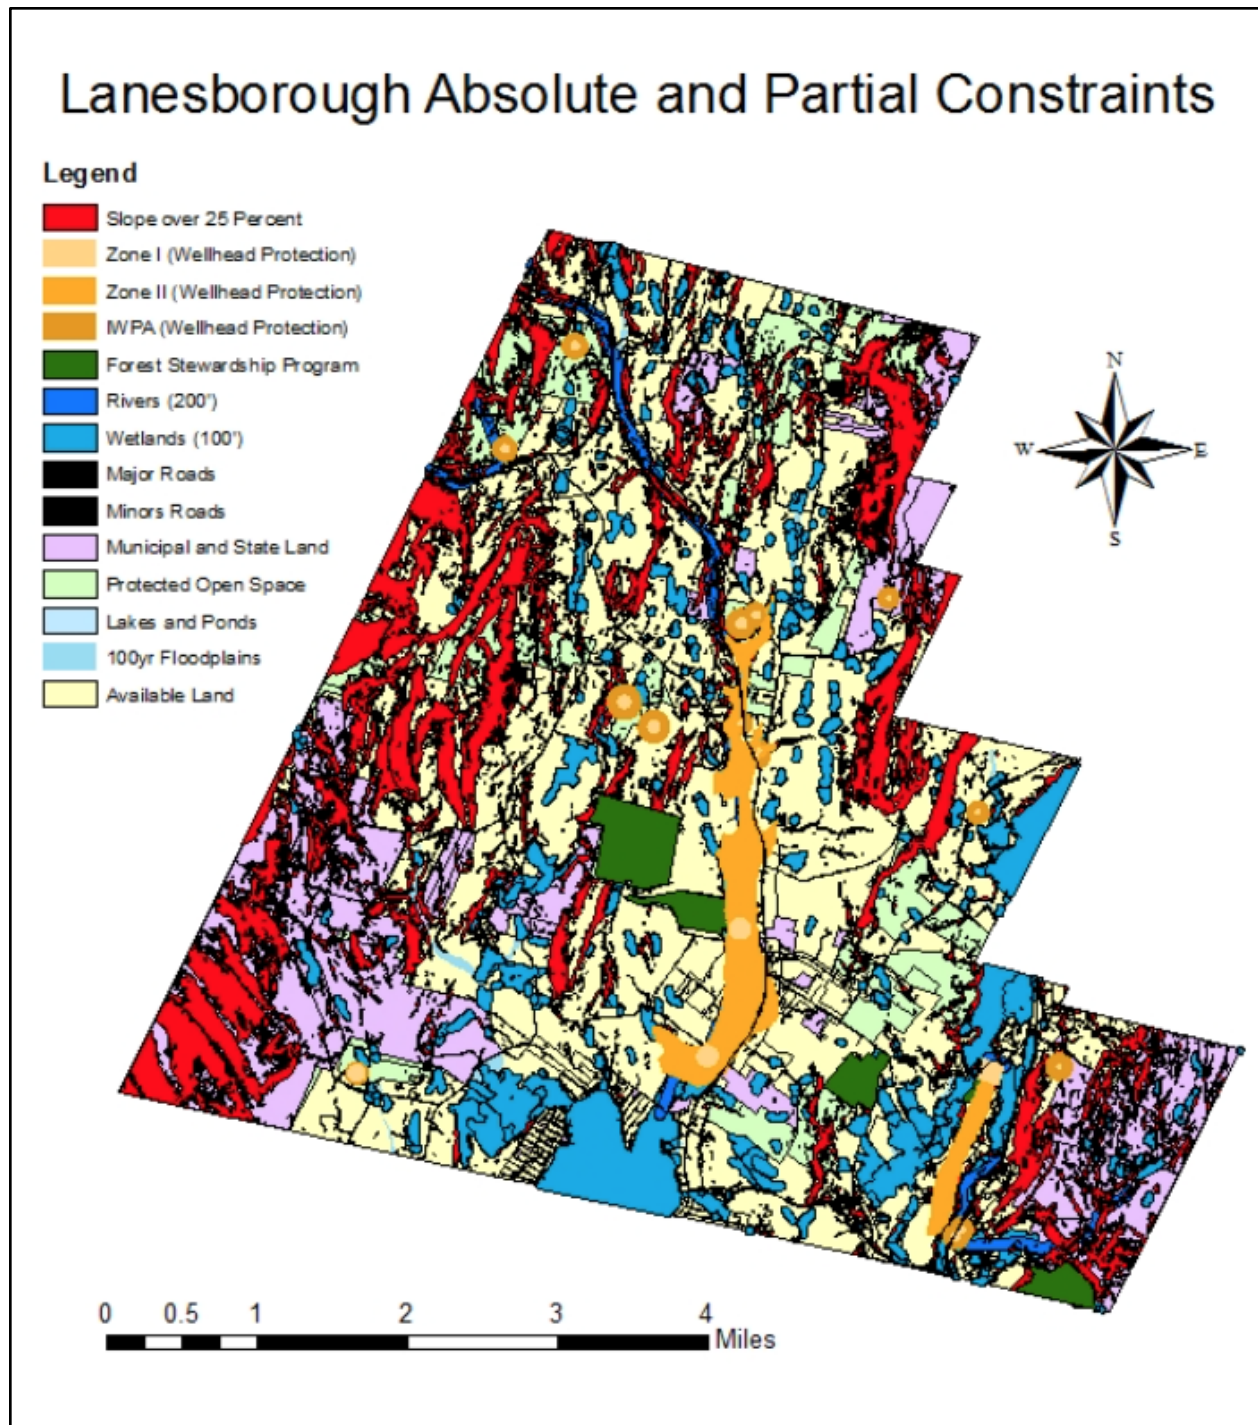 Lanesborough Absolute and Partial Constraints
Legend
Slope over 25 Percent
Zone I (Wellhead Protection)
Zone II (Wellhead Protection)
IWPA (Wellhead Protection)
Forest Stewardship Program
Rivers (200')
Wetlands (100')
Major Roads
Minors Roads
Municipal and State Land
Protected Open Space
Lakes and Ponds
100yr Floodplains
Available Land
N
W E
S
0 0.5 1 2 3 4
Miles